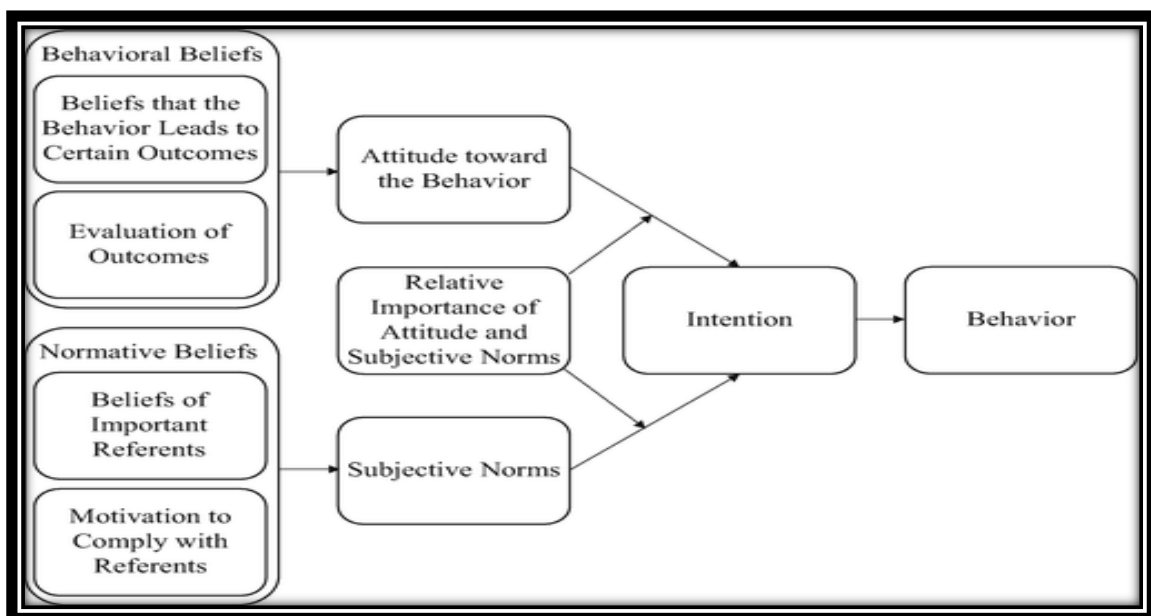 Behavioral Beliefs
Beliefs that the
Behavior Leads to
Certain Outcomes
Evaluation of
Outcomes
Normative Beliefs
Beliefs of
Important
Referents
Motivation to
Comply with
Referents
Attitude toward
the Behavior
Relative
Importance of
Attitude and
Subjective Norms
Subjective Norms
Intention
Behavior